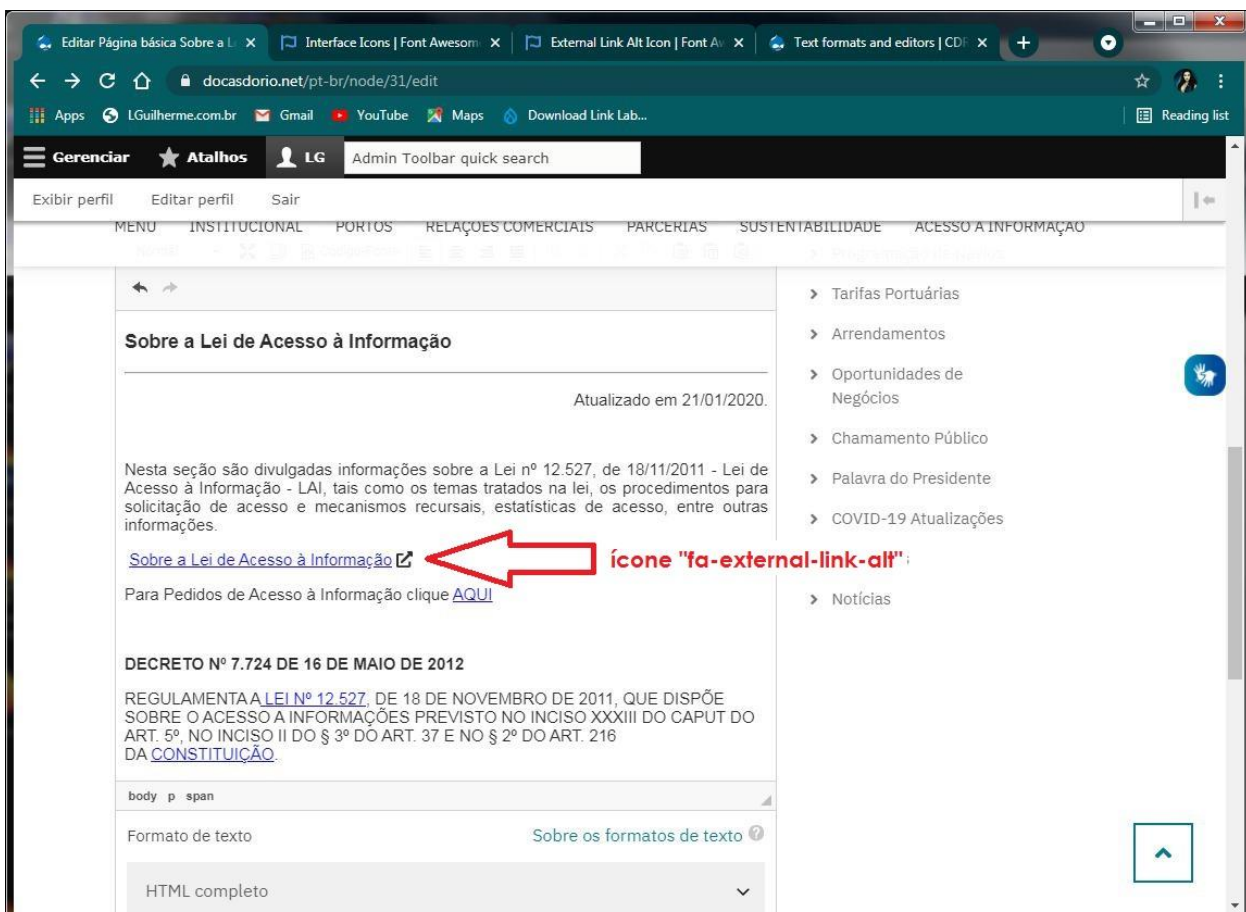 Editar Página básica Sobre a L
Interface Icons | Font Awesom
External Link Alt Icon | Font Av
Text formats and editors | CDR
docasdorio.net/pt-br/node/31/edit
Apps
LGuilherme.com.br
Gmail
YouTube
Maps
Download Link Lab...
Reading list
Gerenciar
Atalhos
LG
Admin Toolbar quick search
Exibir perfil
Editar perfil
Sair
MENU
INSTITUCIONAL
PORTOS
RELAÇÕES COMERCIAIS
PARCERIAS
SUSTENTABILIDADE
ACESSO À INFORMAÇÃO
Sobre a Lei de Acesso à Informação
Atualizado em 21/01/2020.
Nesta seção são divulgadas informações sobre a Lei nº 12.527, de 18/11/2011 - Lei de
Acesso à Informação - LAI, tais como os temas tratados na lei, os procedimentos para
solicitação de acesso e mecanismos recursais, estatísticas de acesso, entre outras
informações.
Sobre a Lei de Acesso à Informação
ícone "fa-external-link-alt"
Para Pedidos de Acesso à Informação clique AQUI
DECRETO Nº 7.724 DE 16 DE MAIO DE 2012
REGULAMENTA A LEI Nº 12.527, DE 18 DE NOVEMBRO DE 2011, QUE DISPÕE
SOBRE O ACESSO A INFORMAÇÕES PREVISTO NO INCISO XXXIII DO CAPUT DO
ART. 5º, NO INCISO II DO § 3º DO ART. 37 E NO § 2º DO ART. 216
DA CONSTITUIÇÃO.
body p span
Formato de texto
Sobre os formatos de texto
HTML completo
Tarifas Portuárias
Arrendamentos
Oportunidades de
Negócios
Chamamento Público
Palavra do Presidente
COVID-19 Atualizações
Notícias